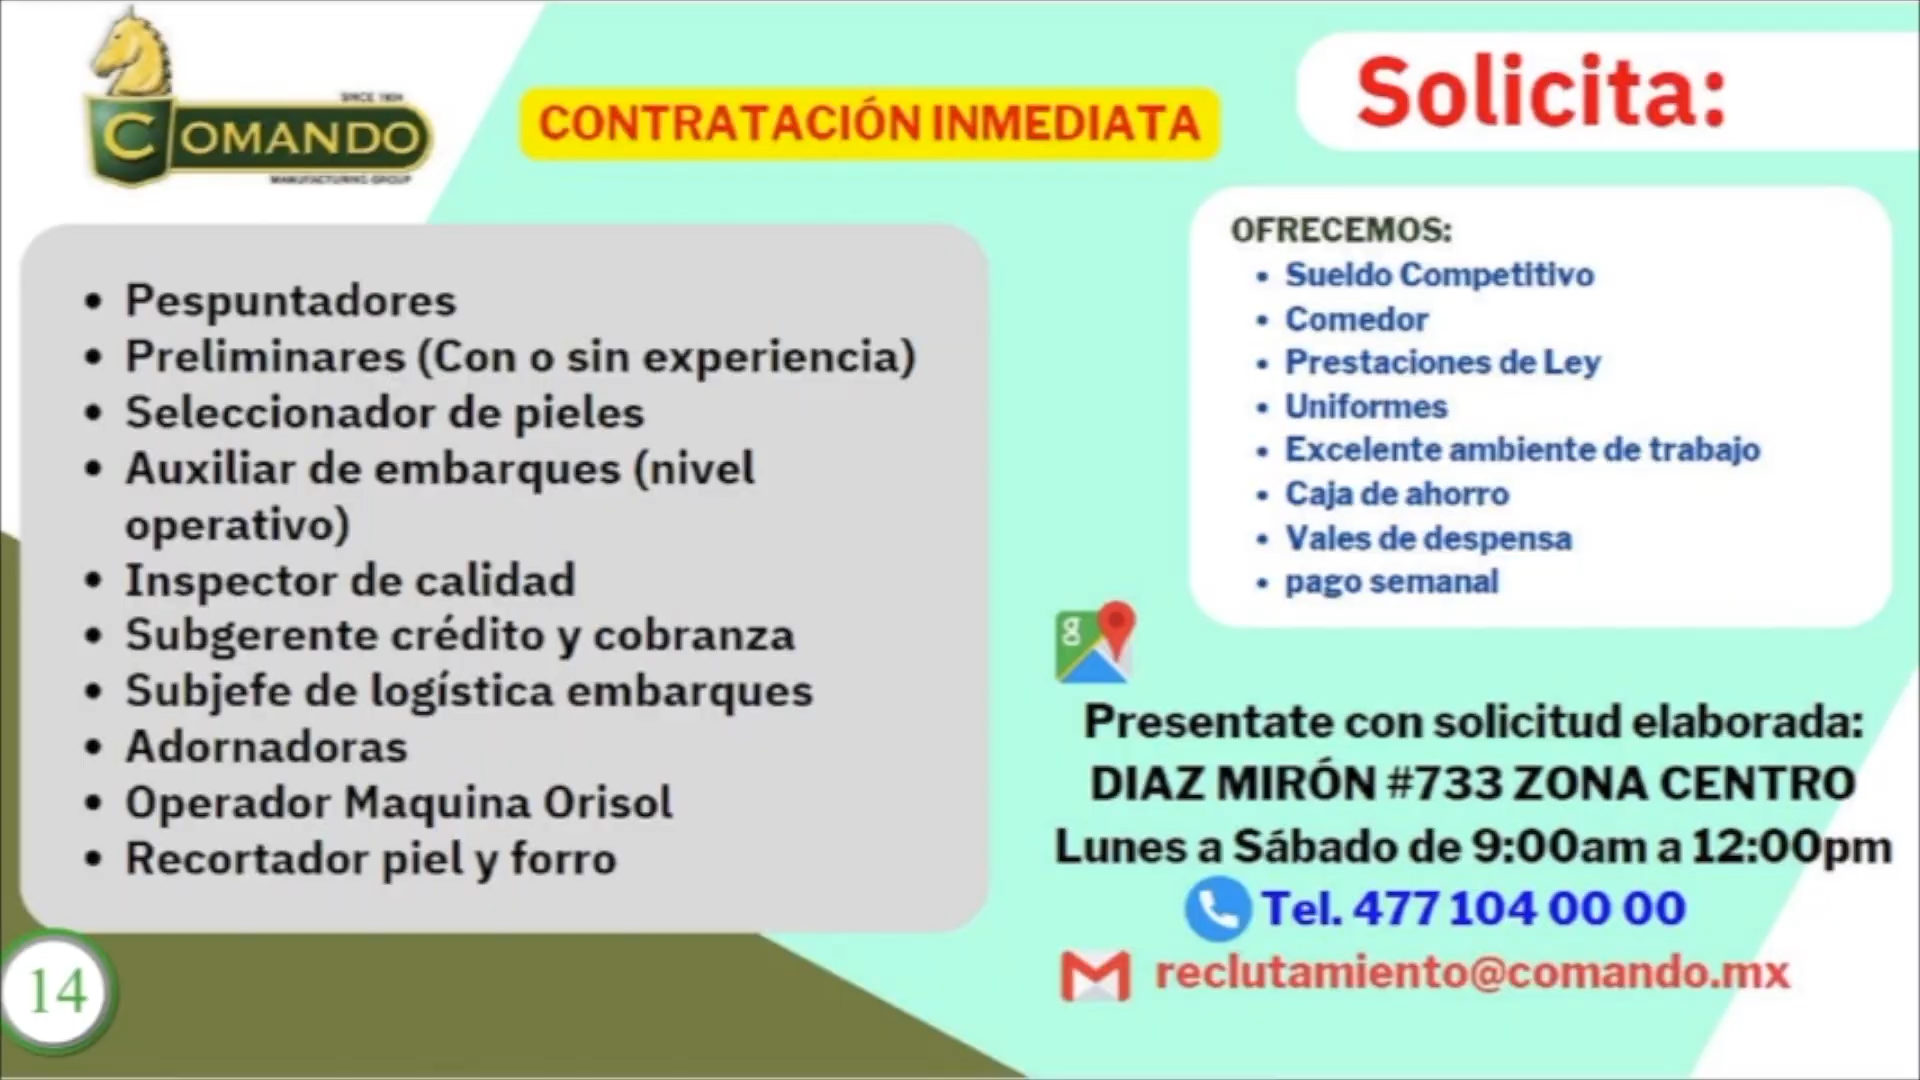 COMANDO
MANUFACTURING GROUP
CONTRATACIÓN INMEDIATA
Solicita:
• Pespuntadores
• Preliminares (Con o sin experiencia)
• Seleccionador de pieles
• Auxiliar de embarques (nivel
operativo)
• Inspector de calidad
• Subgerente crédito y cobranza
• Subjefe de logística embarques
• Adornadoras
• Operador Maquina Orisol
• Recortador piel y forro
OFRECEMOS:
• Sueldo Competitivo
• Comedor
• Prestaciones de Ley
• Uniformes
• Excelente ambiente de trabajo
• Caja de ahorro
• Vales de despensa
• pago semanal
Presentate con solicitud elaborada:
DIAZ MIRÓN #733 ZONA CENTRO
Lunes a Sábado de 9:00am a 12:00pm
Tel. 477 104 00 00
reclutamiento@comando.mx
14